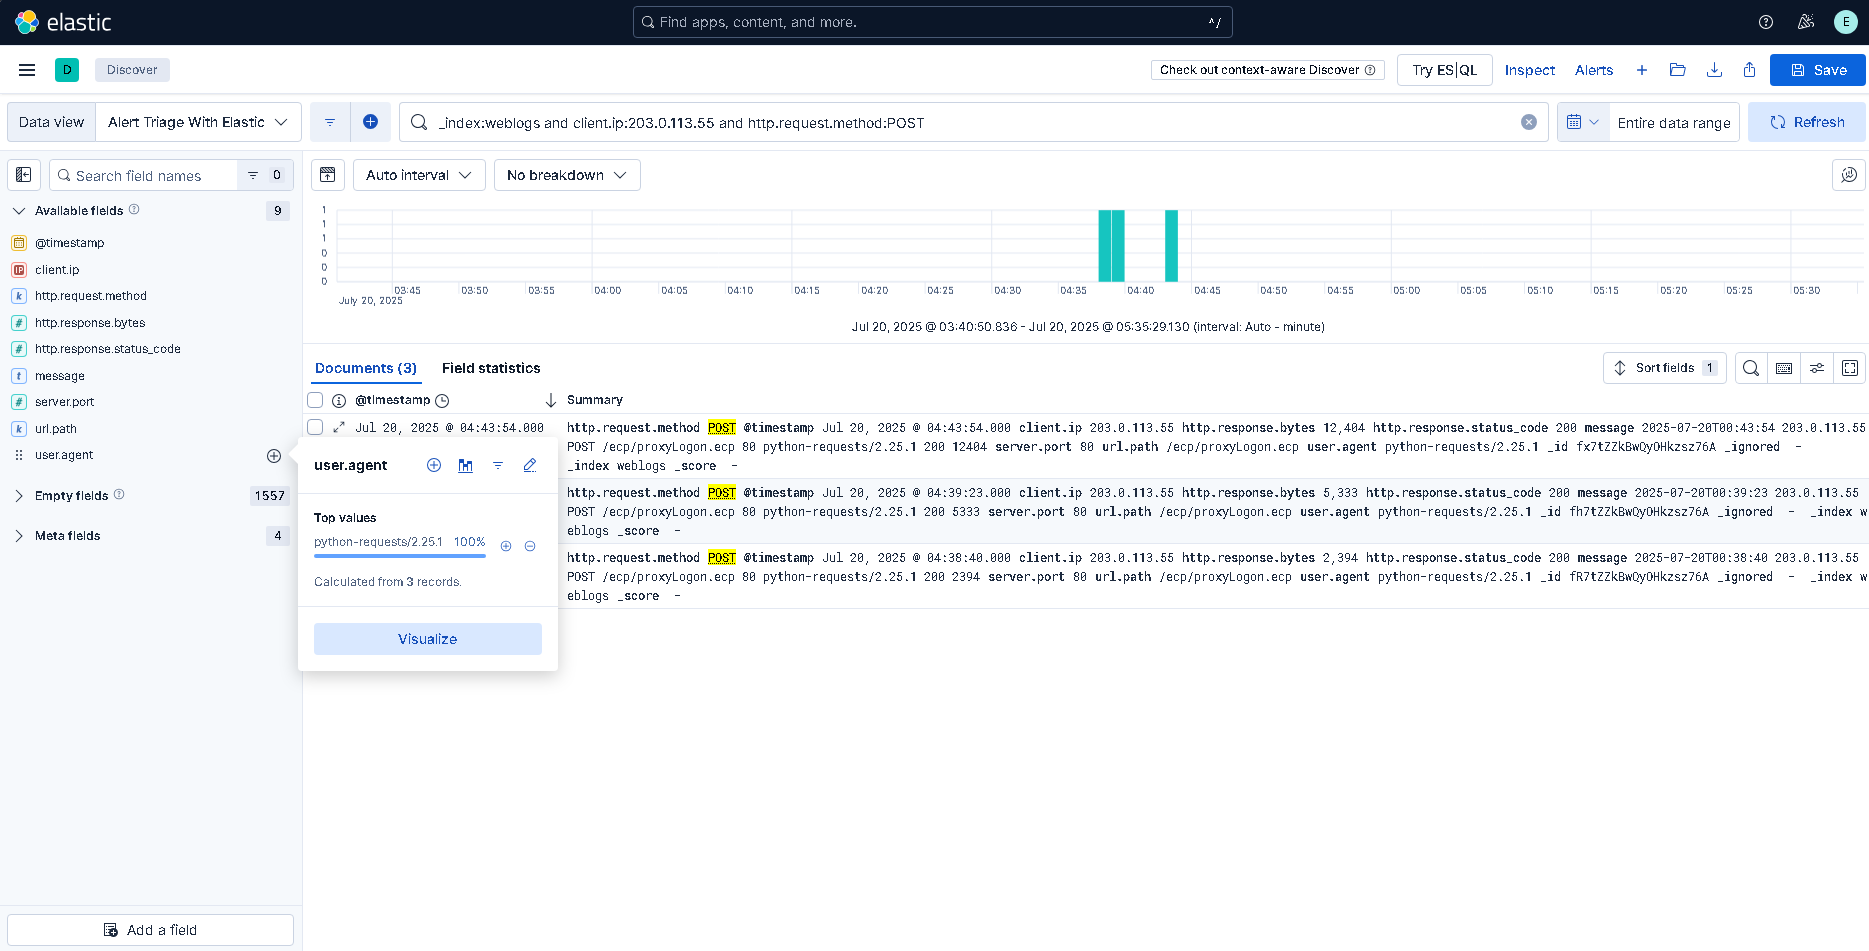 elastic
Find apps, content, and more.
^/
E
D
Discover
Check out context-aware Discover
Try ES|QL
Inspect
Alerts
Save
Data view
Alert Triage With Elastic
_index:weblogs and client.ip:203.0.113.55 and http.request.method:POST
Entire data range
Refresh
Search field names
0
Auto interval
No breakdown
Available fields
9
@timestamp
IP client.ip
k http.request.method
# http.response.bytes
# http.response.status_code
t message
# server.port
k url.path
user.agent
Empty fields
1557
Meta fields
4
Add a field
1
1
1
0
0
0
03:45 03:50 03:55 04:00 04:05 04:10 04:15 04:20 04:25 04:30 04:35 04:40 04:45 04:50 04:55 05:00 05:05 05:10 05:15 05:20 05:25 05:30
July 20, 2025
Jul 20, 2025 @ 03:40:50.836 - Jul 20, 2025 @ 05:35:29.130 (interval: Auto - minute)
Documents (3)
Field statistics
Sort fields 1
@timestamp
Summary
Jul 20, 2025 @ 04:43:54.000
http.request.method POST @timestamp Jul 20, 2025 @ 04:43:54.000 client.ip 203.0.113.55 http.response.bytes 12,404 http.response.status_code 200 message 2025-07-20T00:43:54 203.0.113.55
POST /ecp/proxyLogon.ecp 80 python-requests/2.25.1 200 12404 server.port 80 url.path /ecp/proxyLogon.ecp user.agent python-requests/2.25.1 _id fx7tZZkBwQyOHkzsz76A _ignored -
_index weblogs _score -
http.request.method POST @timestamp Jul 20, 2025 @ 04:39:23.000 client.ip 203.0.113.55 http.response.bytes 5,333 http.response.status_code 200 message 2025-07-20T00:39:23 203.0.113.55
POST /ecp/proxyLogon.ecp 80 python-requests/2.25.1 200 5333 server.port 80 url.path /ecp/proxyLogon.ecp user.agent python-requests/2.25.1 _id fh7tZZkBwQyOHkzsz76A _ignored - _index w
eblogs _score -
http.request.method POST @timestamp Jul 20, 2025 @ 04:38:40.000 client.ip 203.0.113.55 http.response.bytes 2,394 http.response.status_code 200 message 2025-07-20T00:38:40 203.0.113.55
POST /ecp/proxyLogon.ecp 80 python-requests/2.25.1 200 2394 server.port 80 url.path /ecp/proxyLogon.ecp user.agent python-requests/2.25.1 _id fR7tZZkBwQyOHkzsz76A _ignored - _index w
eblogs _score -
user.agent
Top values
python-requests/2.25.1 100%
Calculated from 3 records.
Visualize